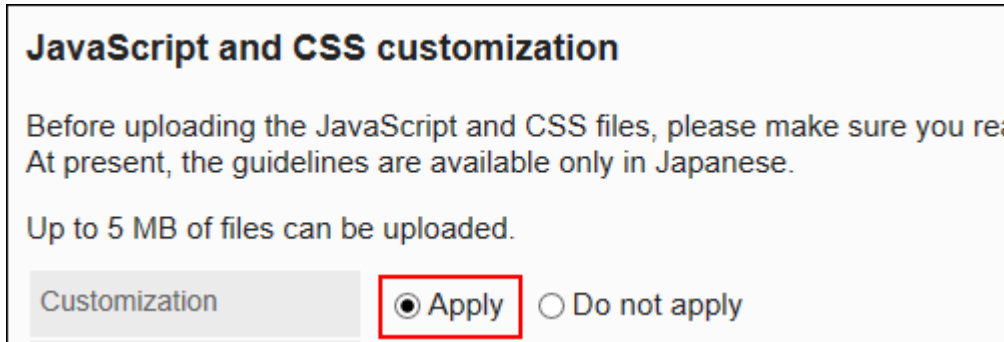 JavaScript and CSS customization
Before uploading the JavaScript and CSS files, please make sure you
At present, the guidelines are available only in Japanese.
Up to 5 MB of files can be uploaded.
Customization Apply Do not apply